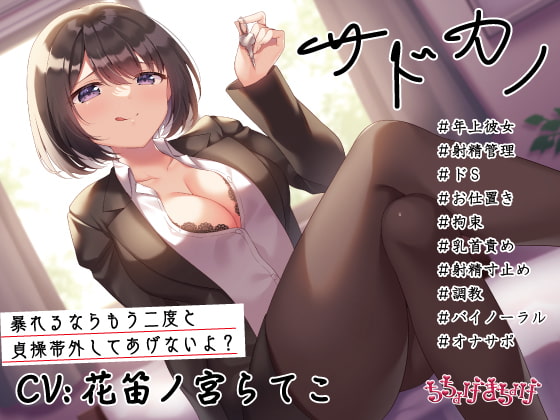 サドカノ
#年上彼女
#射精管理
#ドS
#お仕置き
#拘束
#乳首責め
#射精寸止め
#調教
#バイノーラル
#オナサポ
暴れるならもう二度と
貞操帯外してあげないよ?
CV:花笛ノ宮らてこ